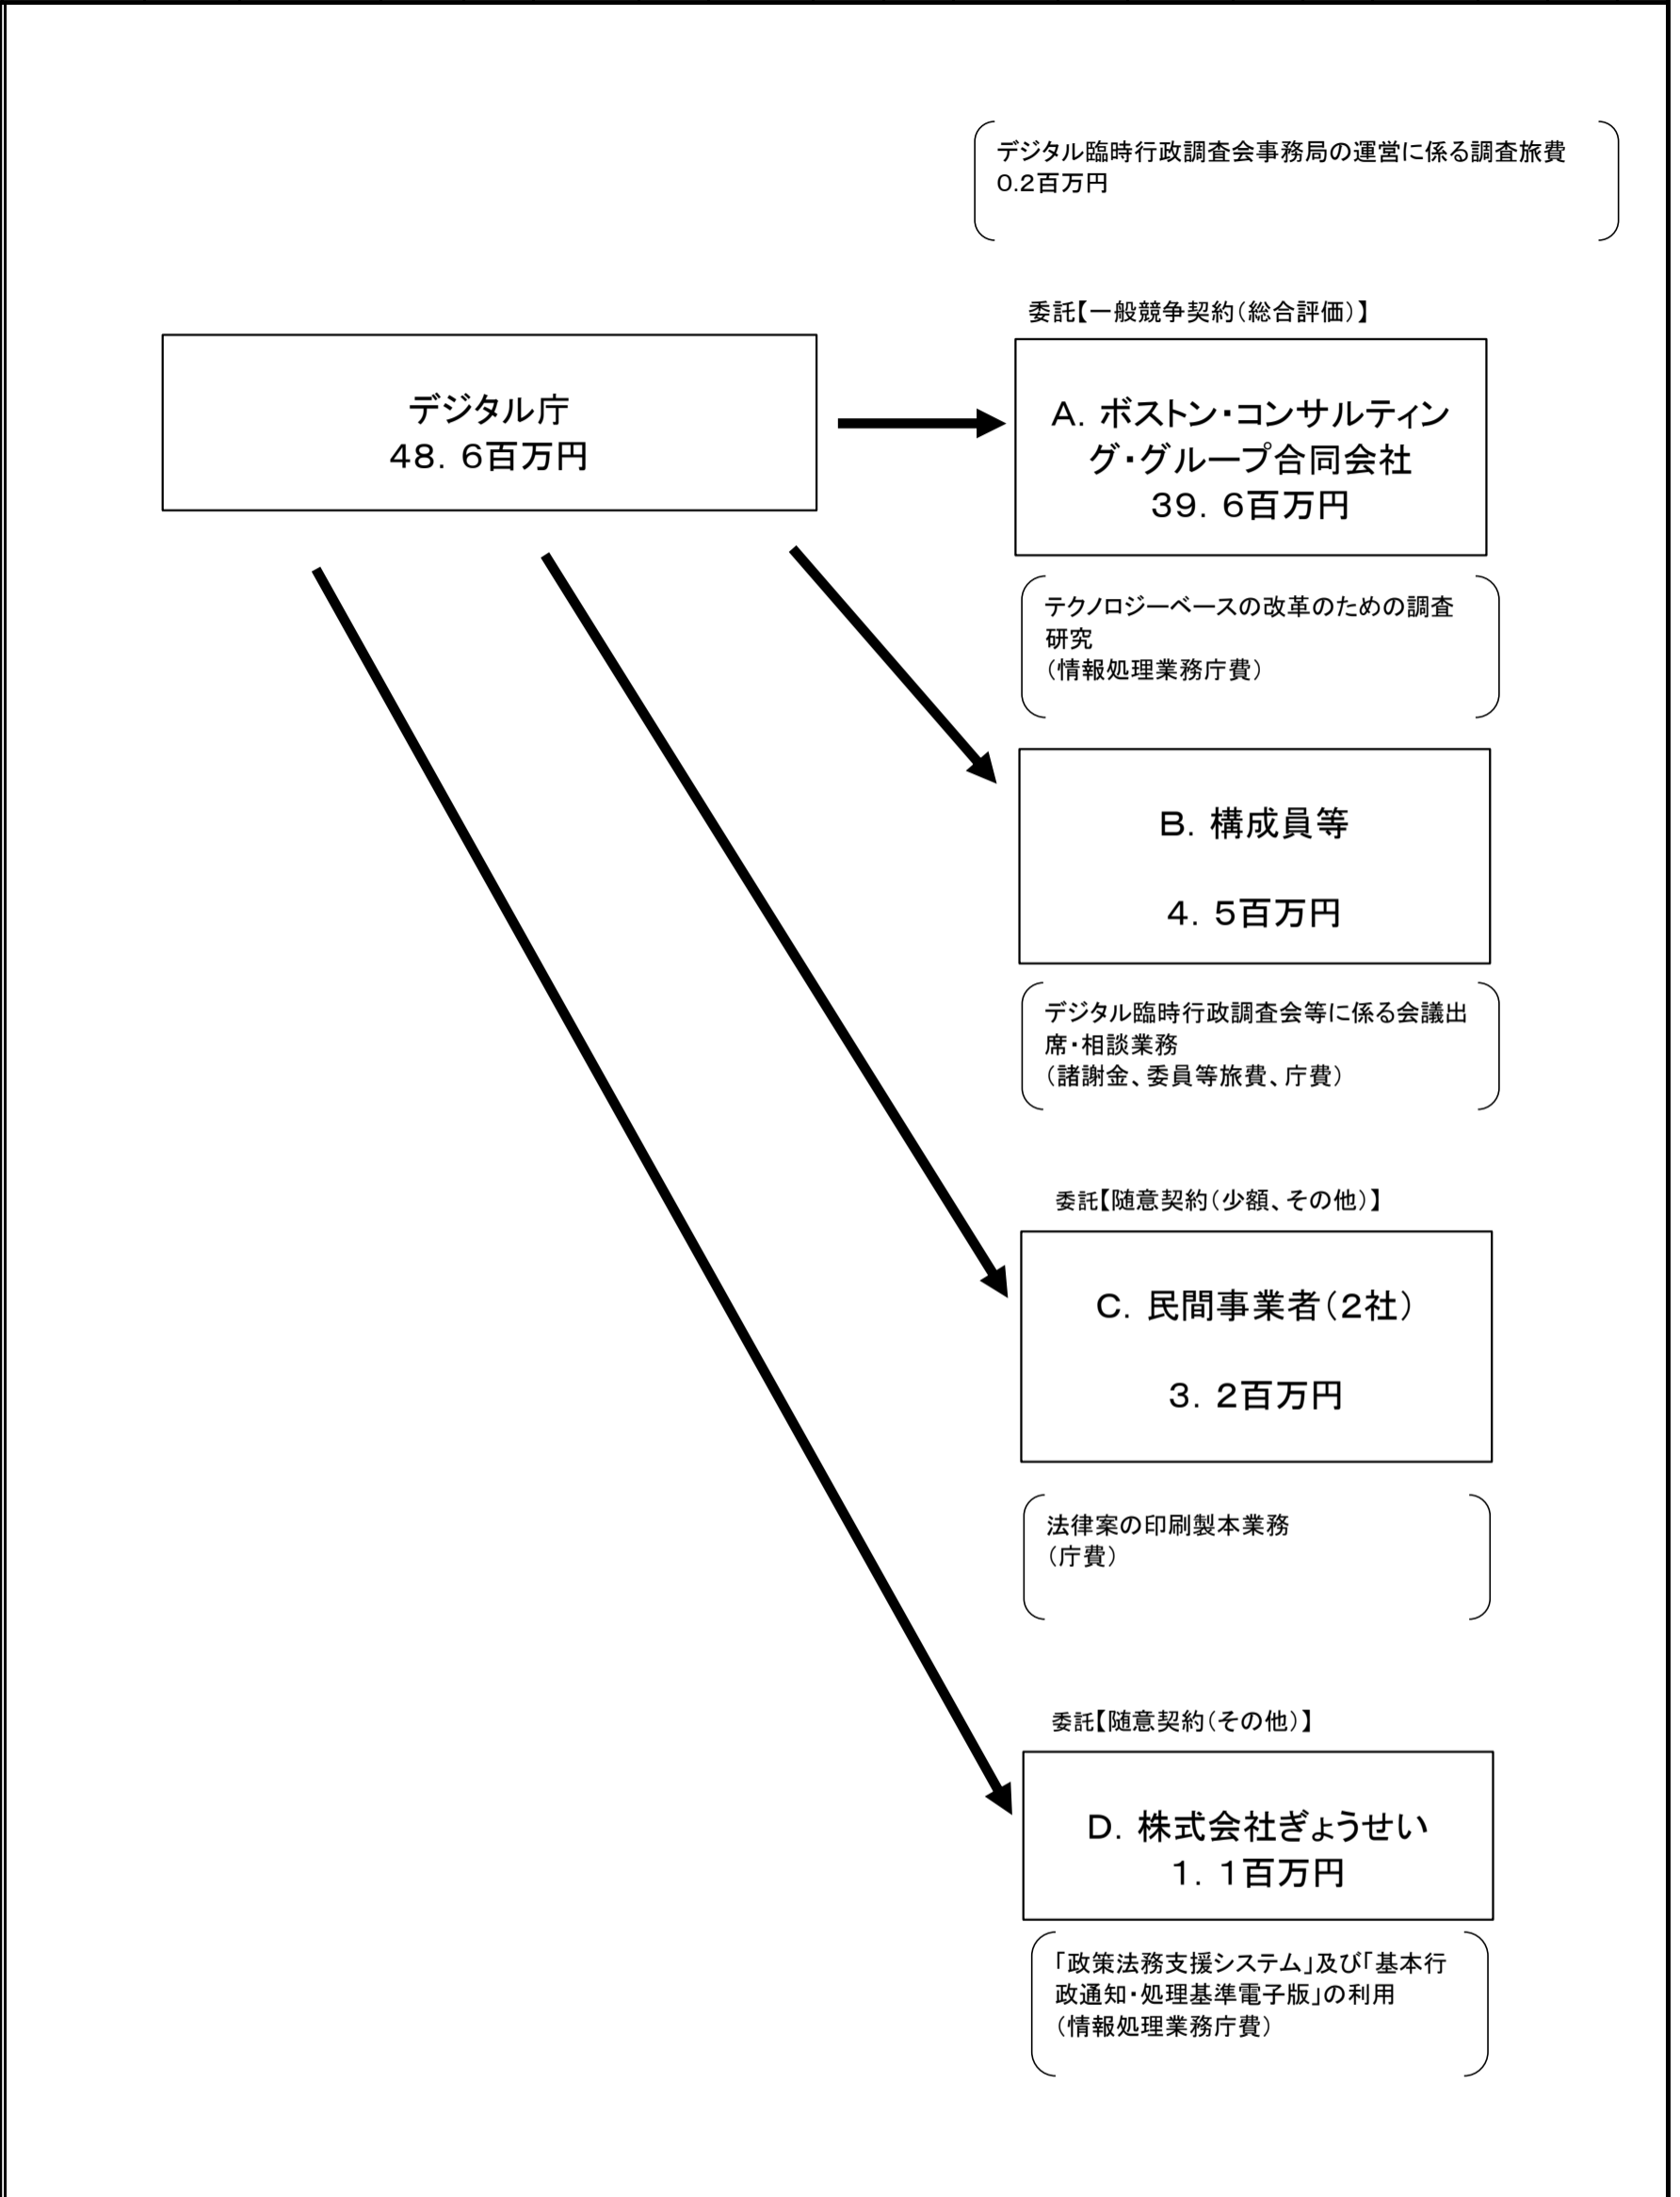 デジタル臨時行政調査会事務局の運営に係る調査旅費
0.2百万円
委託【一般競争契約（総合評価）】
デジタル庁
４８．６百万円
Ａ．ボストン・コンサルティン
グ・グループ合同会社
３９．６百万円
テクノロジーベースの改革のための調査
研究
（情報処理業務庁費）
Ｂ．構成員等
４．５百万円
デジタル臨時行政調査会等に係る会議出
席・相談業務
（諸謝金、委員等旅費、庁費）
委託【随意契約（少額、その他）】
Ｃ．民間事業者（２社）
３．２百万円
法律案の印刷製本業務
（庁費）
委託【随意契約（その他）】
Ｄ．株式会社ぎょうせい
１．１百万円
「政策法務支援システム」及び「基本行
政通知・処理基準電子版」の利用
（情報処理業務庁費）